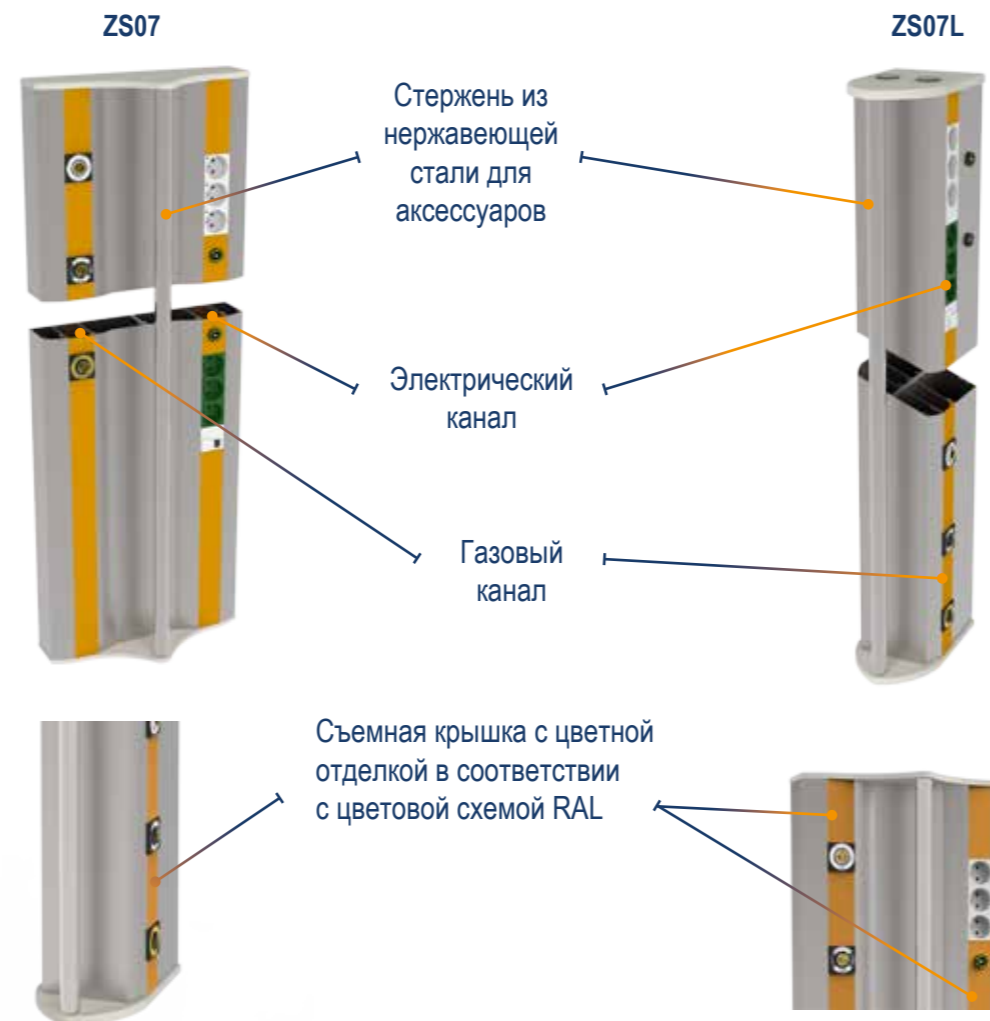 ZS07
ZS07L
Стержень из
нержавеющей
стали для
аксессуаров
Электрический
канал
Газовый
канал
Съемная крышка с цветной
отделкой в соответствии
с цветовой схемой RAL